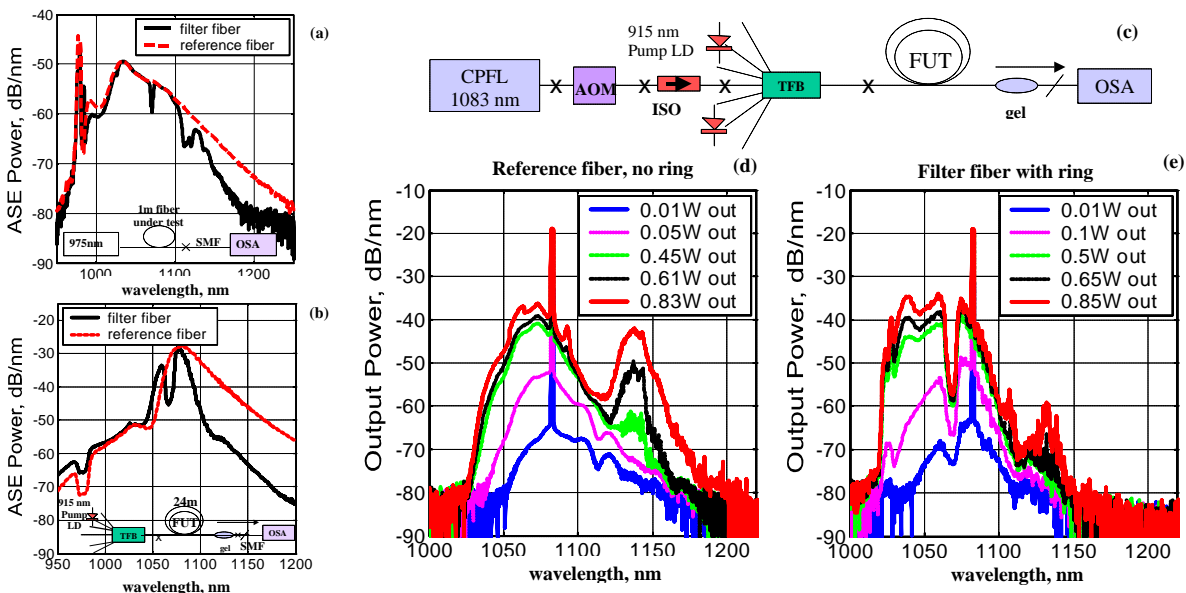 -40
-50
-60
-70
-80
-90
ASE Power, dB/nm
filter fiber
reference fiber
(a)
1m fiber
under test
975nm
SMF
OSA
1000
1100
1200
wavelength, nm
-20
-30
-40
-50
-60
-70
-80
-90
ASE Power, dB/nm
filter fiber
reference fiber
(b)
915 nm
Pump
LD
TFB
24m
FUT
gel
SMF
OSA
950
1000
1050
1100
1150
1200
wavelength, nm
(c)
CPFL
1083 nm
AOM
ISO
915 nm
Pump LD
TFB
FUT
gel
OSA
Reference fiber, no ring
(d)
-10
-20
-30
-40
-50
-60
-70
-80
-90
Output Power, dB/nm
0.01W out
0.05W out
0.45W out
0.61W out
0.83W out
1000
1050
1100
1150
1200
wavelength, nm
Filter fiber with ring
(e)
-10
-20
-30
-40
-50
-60
-70
-80
-90
Output Power, dB/nm
0.01W out
0.1W out
0.5W out
0.65W out
0.85W out
1000
1050
1100
1150
1200
wavelength, nm